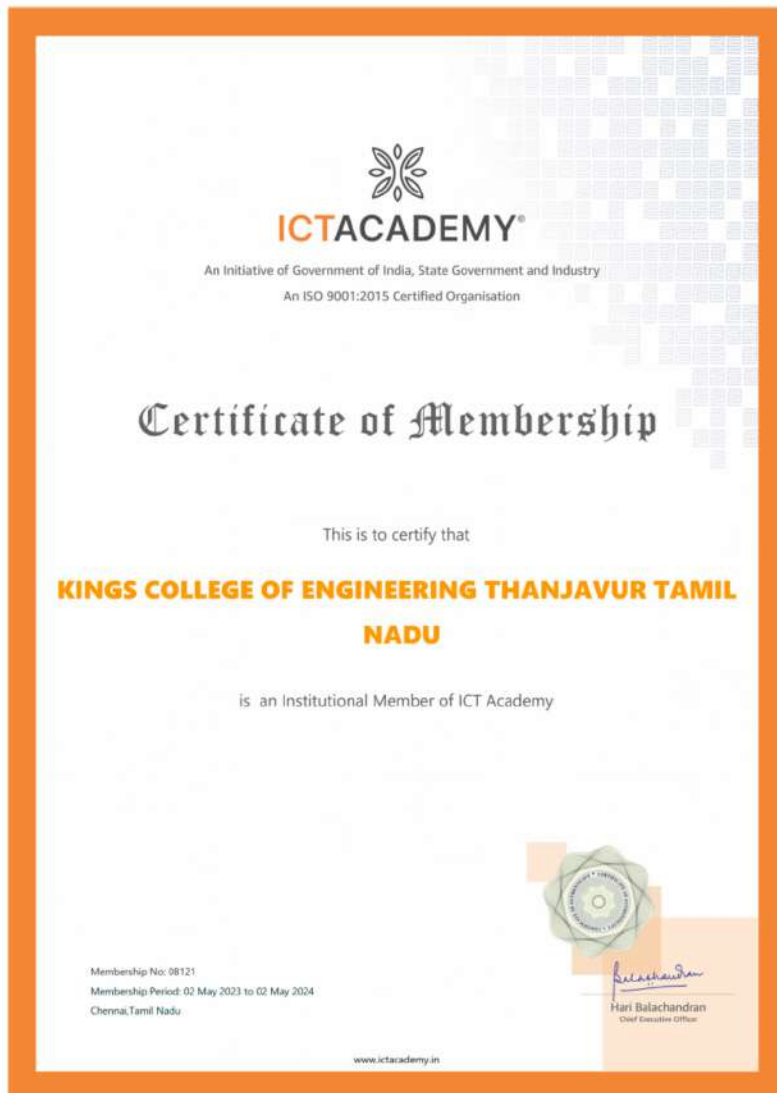 ICTACADEMY®
An Initiative of Government of India, State Government and Industry
An ISO 9001:2015 Certified Organisation
Certificate of Membership
This is to certify that
KINGS COLLEGE OF ENGINEERING THANJAVUR TAMIL
NADU
is an Institutional Member of ICT Academy
Membership No: 08121
Membership Period: 02 May 2023 to 02 May 2024
Chennai,Tamil Nadu
Balachandran
Hari Balachandran
Chief Executive Officer
www.ictacademy.in